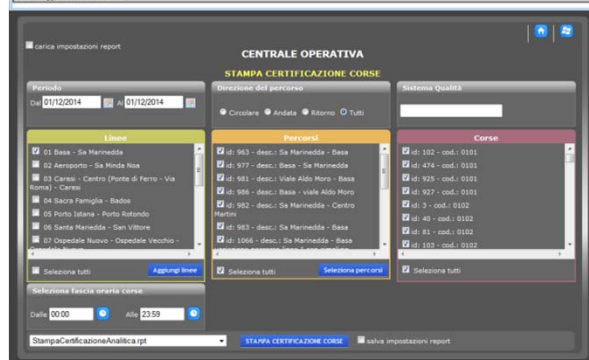 carica impostazioni report
CENTRALE OPERATIVA
STAMPA CERTIFICAZIONE CORSE
Periodo
Dal 01/12/2014 Al 01/12/2014
Direzione del percorso
Circolare Andata Ritorno Tutti
Sistema Qualità
Linee
01 Basa - Sa Marinedda
02 Aeroporto - Sa Minda Noa
03 Caresi - Centro (Ponte di Ferro - Via
Roma) - Caresi
04 Sacra Famiglia - Bados
05 Porto Istana - Porto Rotondo
06 Santa Mariedda - San Vittore
07 Ospedale Nuovo - Ospedale Vecchio -
Ospedale Nuovo
Seleziona tutti
Aggiungi linee
Percorsi
id: 963 - desc.: Sa Marinedda - Basa
id: 977 - desc.: Basa - Sa Marinedda
id: 981 - desc.: Viale Aldo Moro - Basa
id: 986 - desc.: Basa - viale Aldo Moro
id: 982 - desc.: Sa Marinedda - Centro
Martini
id: 983 - desc.: Sa Marinedda - Basa
id: 1066 - desc.: Sa Marinedda - Basa
Seleziona tutti
Seleziona percorsi
Corse
id: 102 - cod.: 0101
id: 474 - cod.: 0101
id: 925 - cod.: 0101
id: 927 - cod.: 0101
id: 3 - cod.: 0102
id: 40 - cod.: 0102
id: 81 - cod.: 0102
id: 103 - cod.: 0102
Seleziona tutti
Seleziona fascia oraria corse
Dalle 00:00 Alle 23:59
StampaCertificazioneAnalitica.rpt
STAMPA CERTIFICAZIONE CORSE
salva impostazioni report